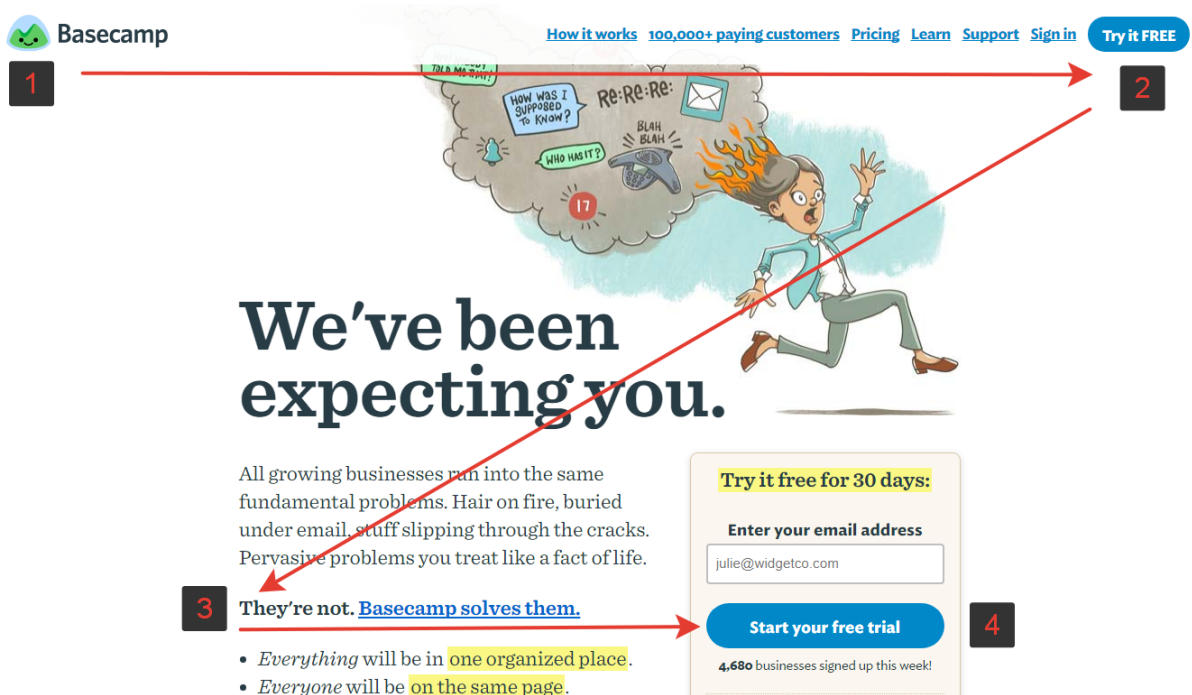 Basecamp
How it works 100,000+ paying customers Pricing Learn Support Sign in Try it FREE
1
2
TOLD ME THAT!
HOW WAS I
SUPPOSED
TO KNOW?
Re:Re:Re:
BLAH
BLAH
WHO HAS IT?
17
We've been
expecting you.
All growing businesses run into the same
fundamental problems. Hair on fire, buried
under email, stuff slipping through the cracks.
Pervasive problems you treat like a fact of life.
3
They're not. Basecamp solves them.
• Everything will be in one organized place.
• Everyone will be on the same page.
Try it free for 30 days:
Enter your email address
julie@widgetco.com
Start your free trial
4
4,680 businesses signed up this week!